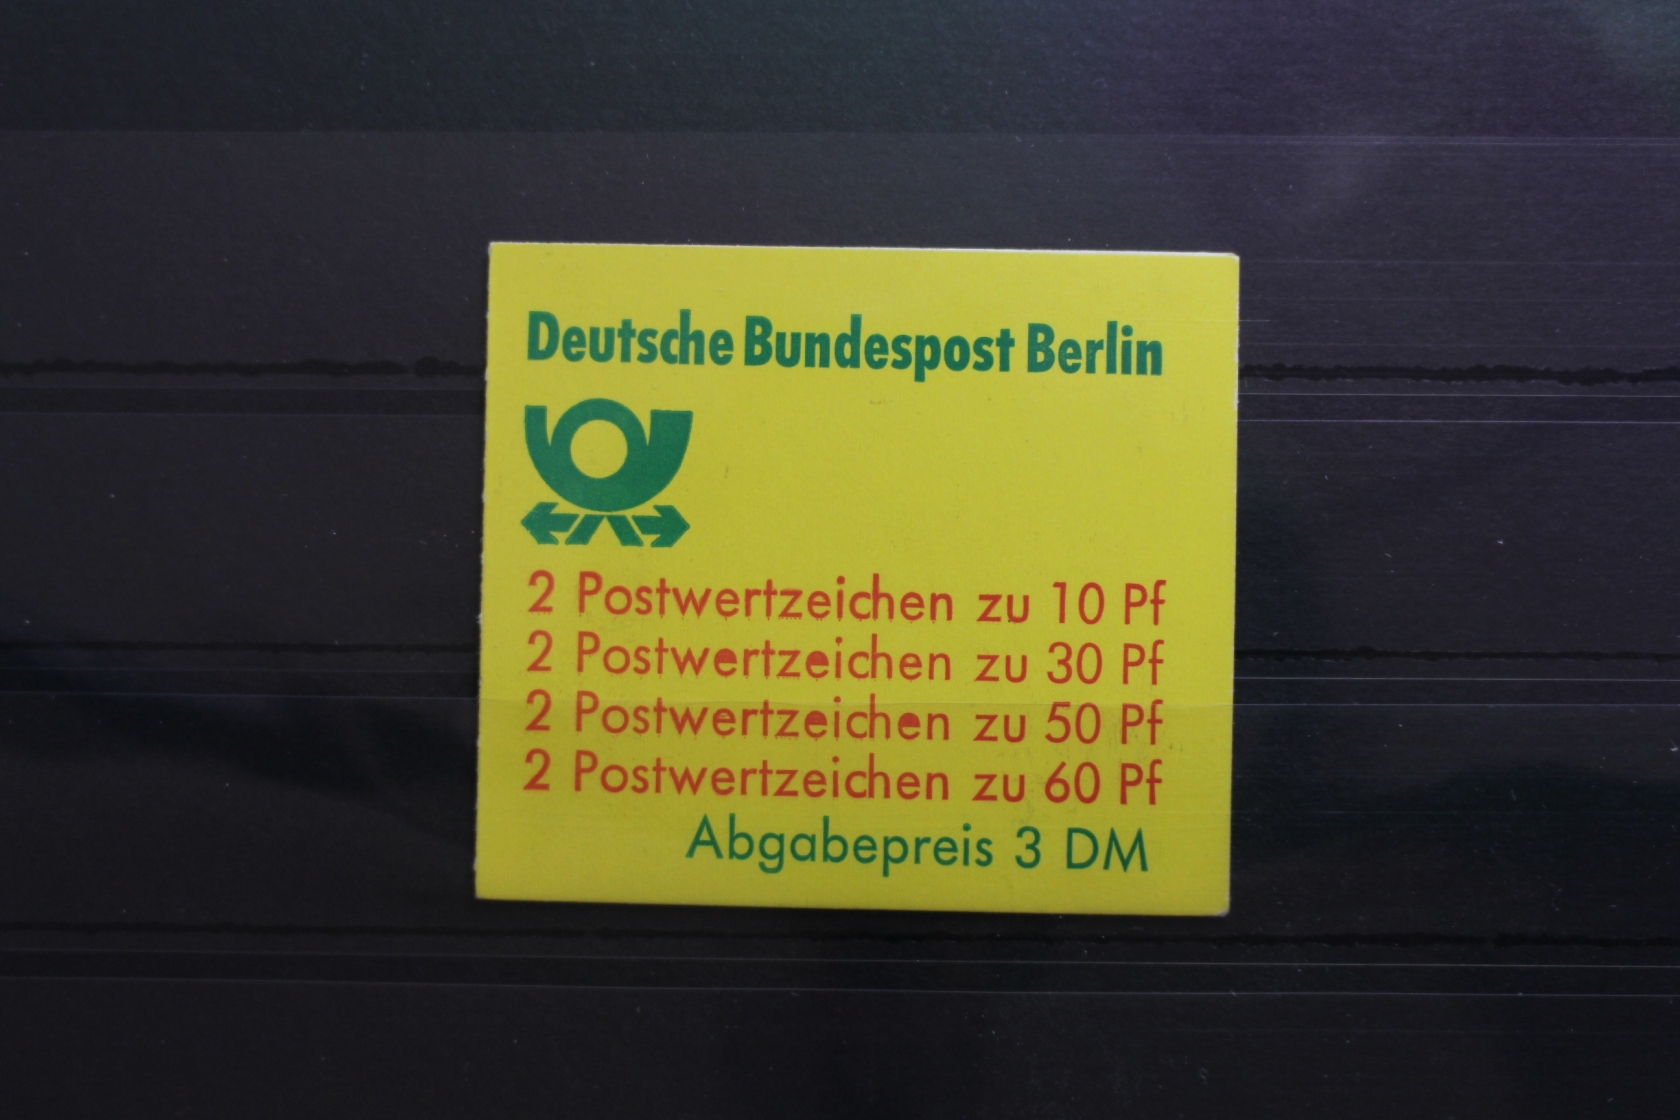 Deutsche Bundespost Berlin
2 Postwertzeichen zu 10 Pf
2 Postwertzeichen zu 30 Pf
2 Postwertzeichen zu 50 Pf
2 Postwertzeichen zu 60 Pf
Abgabepreis 3 DM